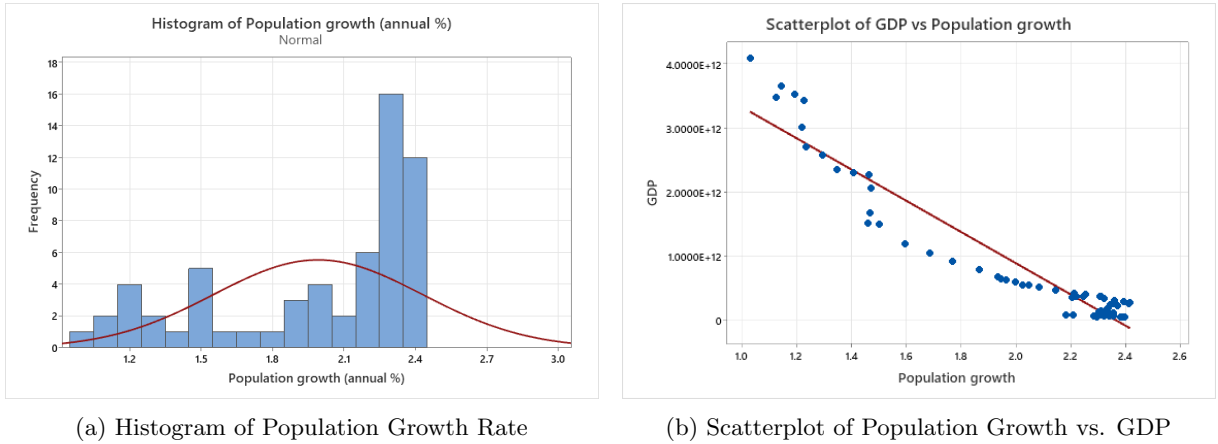 Histogram of Population growth (annual %)
Normal
18
16
14
12
10
8
6
4
2
0
Frequency
1.2 1.5 1.8 2.1 2.4 2.7 3.0
Population growth (annual %)
(a) Histogram of Population Growth Rate
Scatterplot of GDP vs Population growth
4.0000E+12
3.0000E+12
2.0000E+12
1.0000E+12
0
GDP
1.0 1.2 1.4 1.6 1.8 2.0 2.2 2.4 2.6
Population growth
(b) Scatterplot of Population Growth vs. GDP